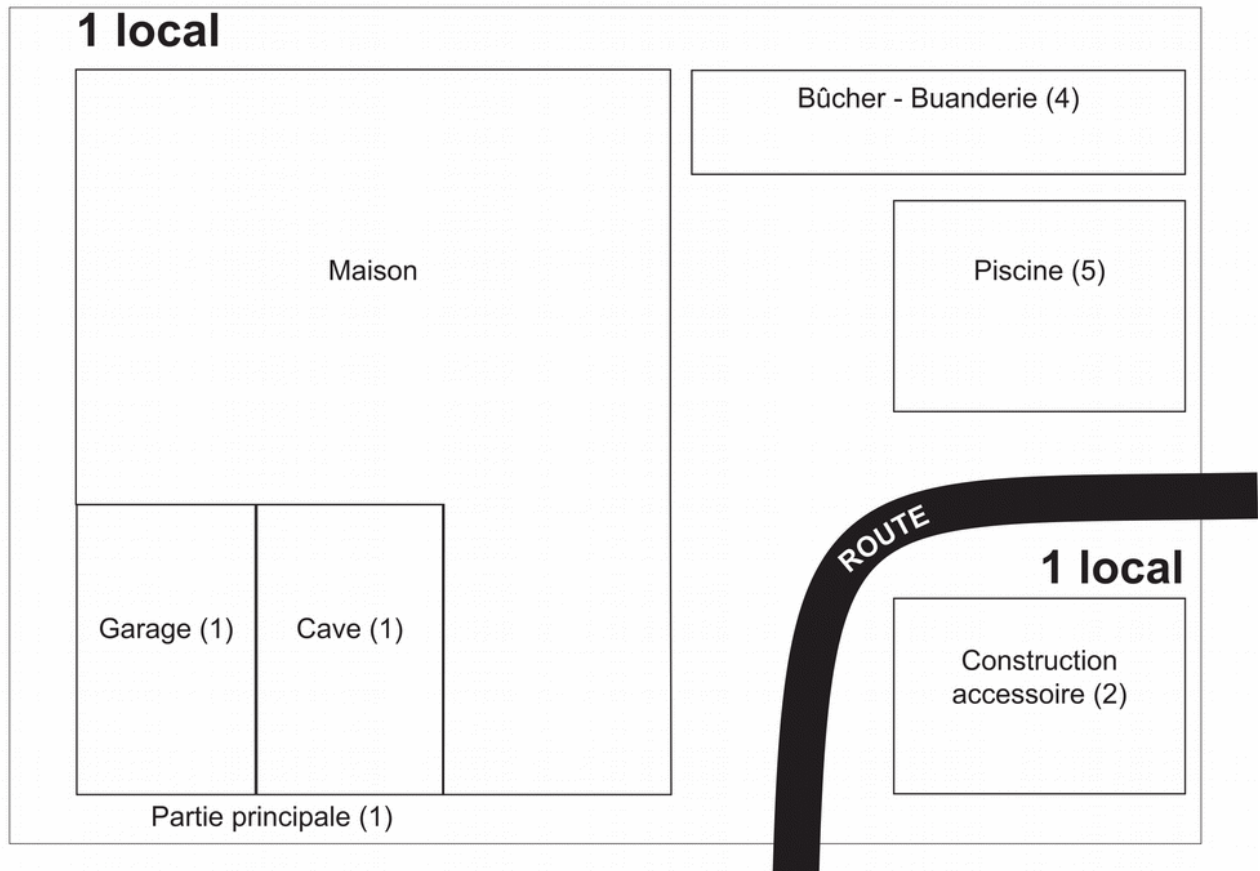 1 local
Bûcher - Buanderie (4)
Maison
Piscine (5)
ROUTE
1 local
Garage (1)
Cave (1)
Construction
accessoire (2)
Partie principale (1)